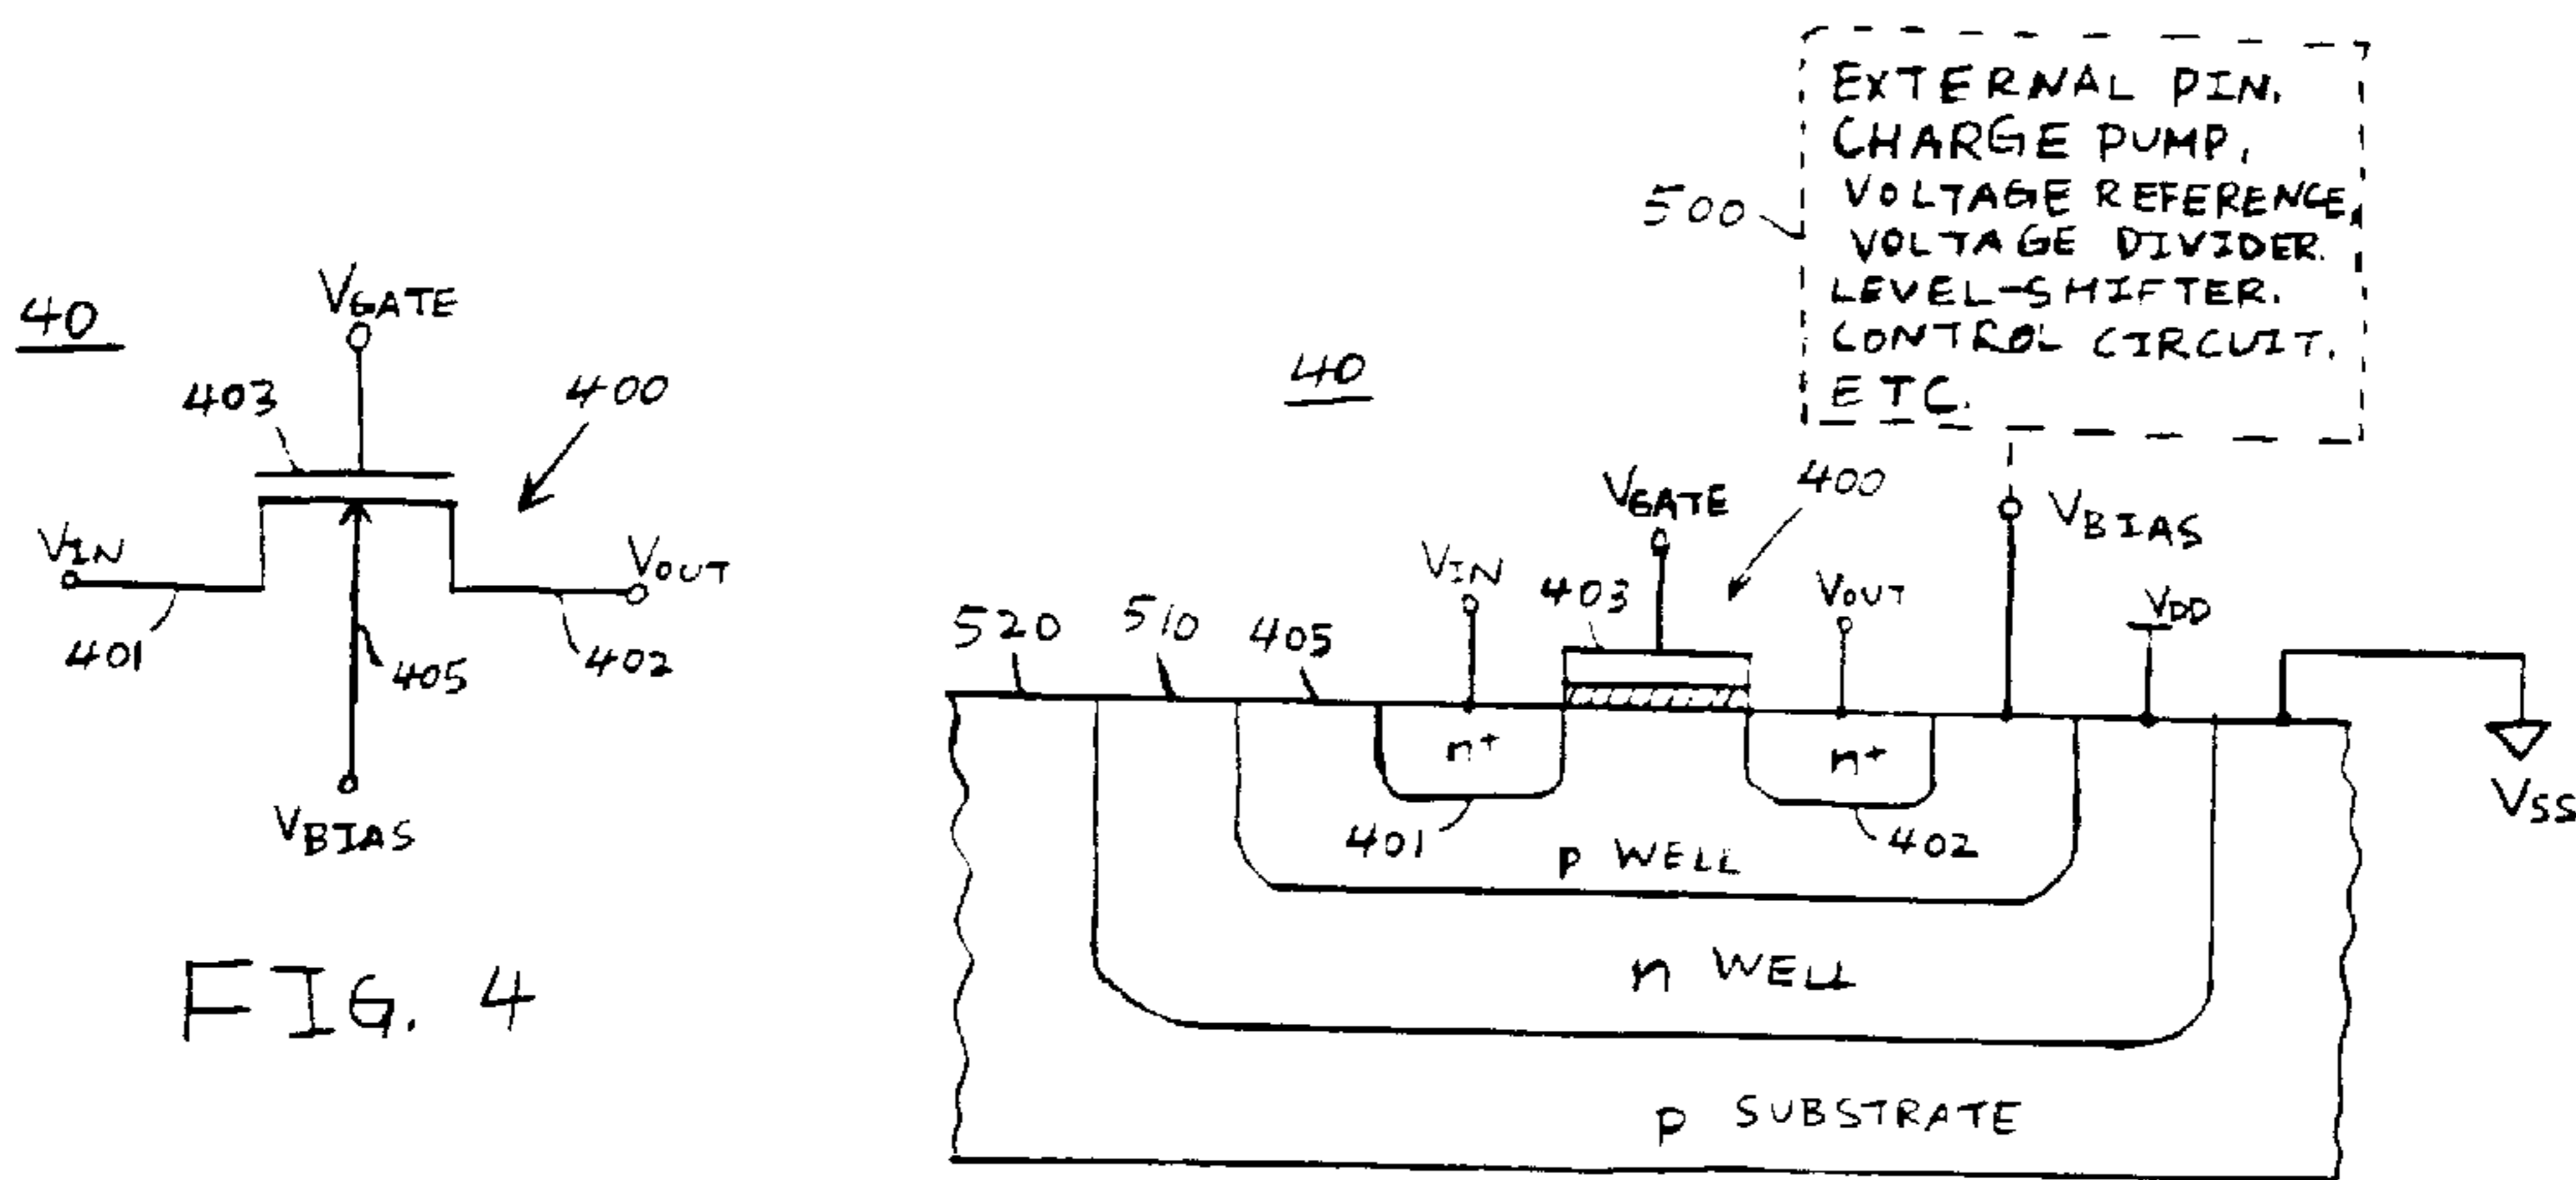 40
VGATE
403
400
VIN
VOUT
401
405
402
VBIAS
FIG. 4
EXTERNAL PIN,
CHARGE PUMP,
VOLTAGE REFERENCE,
VOLTAGE DIVIDER.
LEVEL-SHIFTER.
CONTROL CIRCUIT.
ETC.
500
40
VGATE
400
VBIAS
VIN
403
VOUT
VDD
520
510
405
n+
n+
VSS
401
402
p WELL
n WELL
p SUBSTRATE